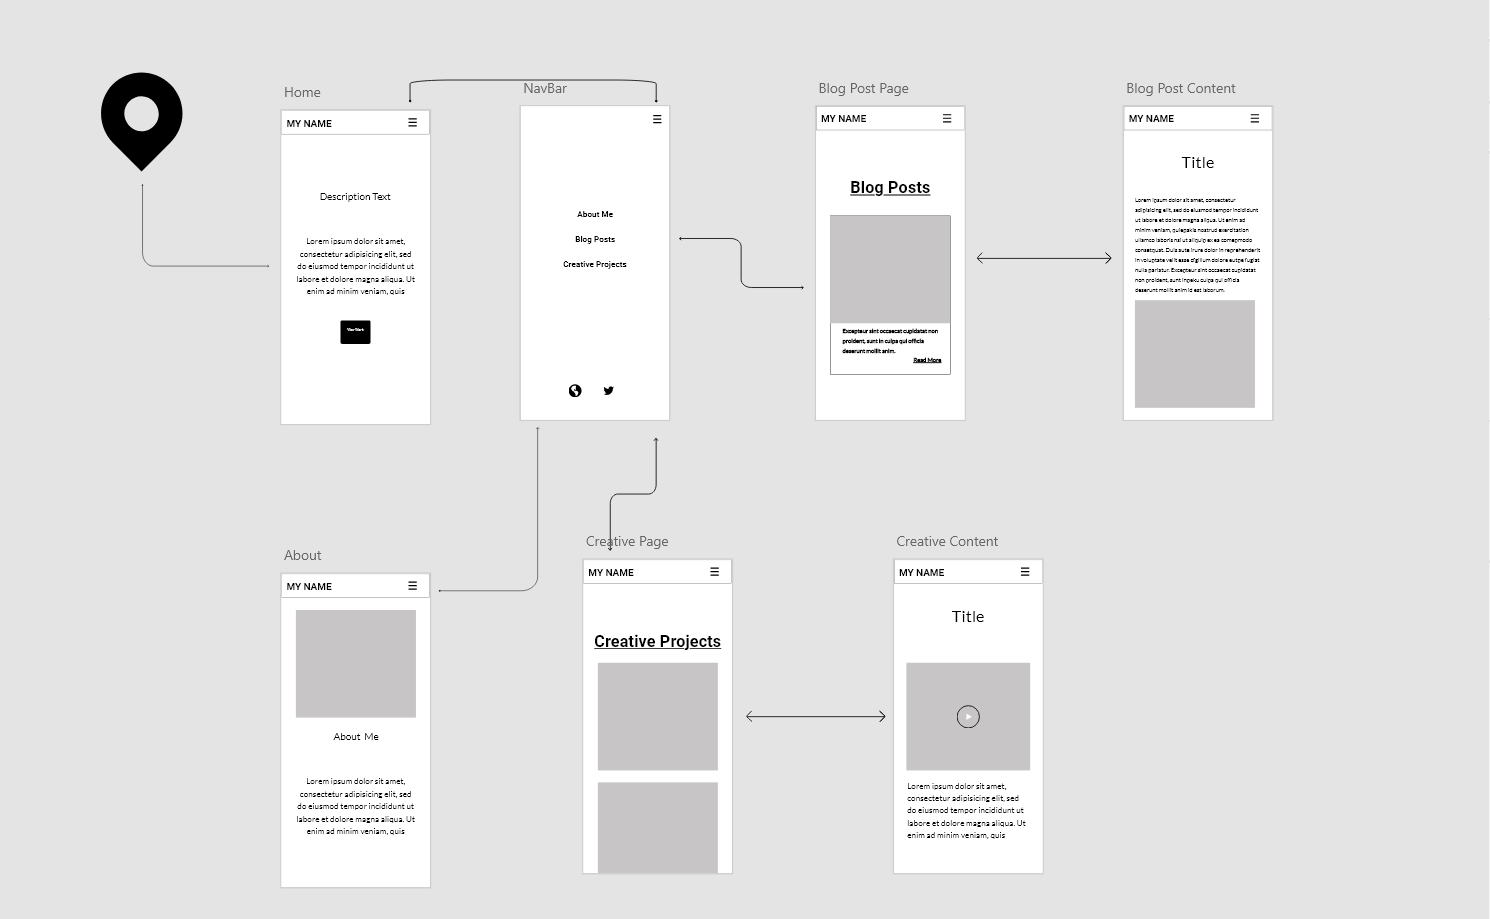 Home
MY NAME
Description Text
Lorem ipsum dolor sit amet,
consectetur adipisicing elit, sed
do eiusmod tempor incididunt ut
labore et dolore magna aliqua. Ut
enim ad minim veniam, quis
NavBar
About Me
Blog Posts
Creative Projects
Blog Post Page
MY NAME
Blog Posts
Excepteur sint occaecat cupidatat non
proident, sunt in culpa qui officia
deserunt mollit anim.
Read More
Blog Post Content
MY NAME
Title
Lorem ipsum dolor sit amet, consectetur
adipisicing elit, sed do eiusmod tempor incididunt
ut labore et dolore magna aliqua. Ut enim ad
minim veniam, nostrud exercitation
ullamco laboris ut aliquip ex ea
consequat. Duis aute irure dolor in reprehenderit
in voluptate velit esse dolore fugiat
nulla pariatur. Excepteur sint occaecat cupidatat
non proident, sunt culpa qui officia
deserunt mollit anim id est laborum.
About
MY NAME
About Me
Lorem ipsum dolor sit amet,
consectetur adipisicing elit, sed
do eiusmod tempor incididunt ut
labore et dolore magna aliqua. Ut
enim ad minim veniam, quis
Creative Page
MY NAME
Creative Projects
Creative Content
MY NAME
Title
Lorem ipsum dolor sit amet,
consectetur adipisicing elit, sed
do eiusmod tempor incididunt ut
labore et dolore magna aliqua. Ut
enim ad minim veniam, quis